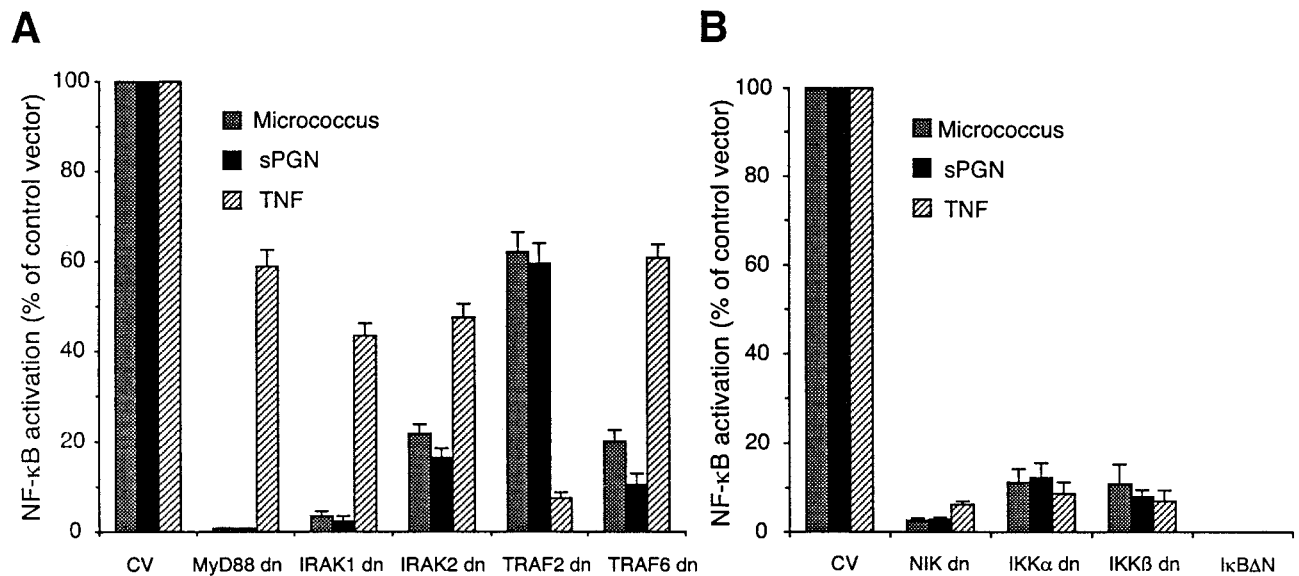 A
NF-κB activation (% of control vector)
100
80
60
40
20
0
Micrococcus
sPGN
TNF
CV
MyD88 dn
IRAK1 dn
IRAK2 dn
TRAF2 dn
TRAF6 dn
B
NF-κB activation (% of control vector)
100
80
60
40
20
0
Micrococcus
sPGN
TNF
CV
NIK dn
IKKα dn
IKKß dn
IκBΔN